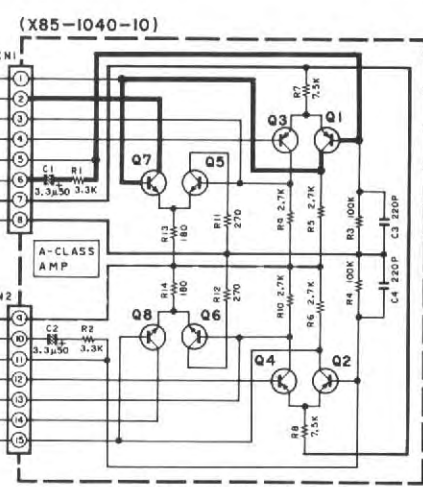 (X85-1040-10)
CN1
1
2
3
4
5
6
7
8
C1
3.3μ50
+
R1
3.3K
R7
7.5K
Q3
Q1
Q7
Q5
R11
270
R9 2.7K
R5 2.7K
R3 100K
C3 220P
R13
180
A-CLASS
AMP
R14
180
R12
270
R10 2.7K
R6 2.7K
R4 100K
C4 220P
9
10
11
12
13
14
15
C2
3.3μ50
+
R2
3.3K
Q8
Q6
Q4
Q2
R8
7.5K